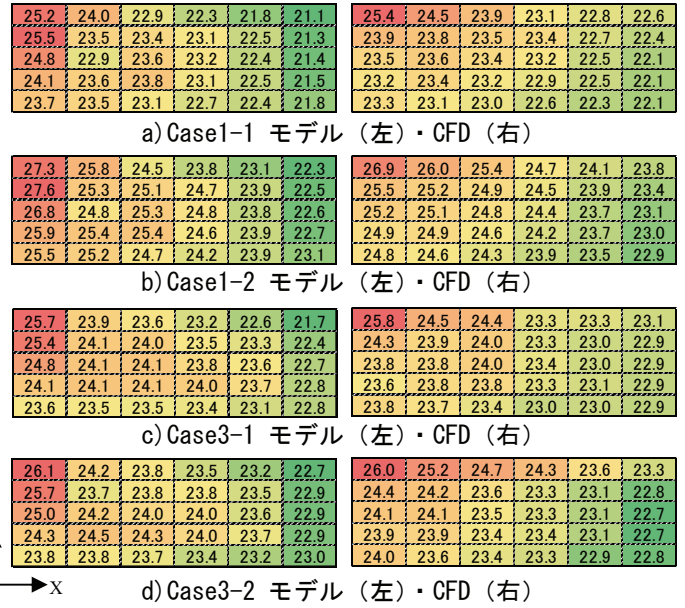 25.2 24.0 22.9 22.3 21.8 21.1 25.4 24.5 23.9 23.1 22.8 22.6
25.5 23.5 23.4 23.1 22.5 21.3 23.9 23.8 23.5 23.4 22.7 22.4
24.8 22.9 23.6 23.2 22.4 21.4 23.5 23.6 23.4 23.2 22.5 22.1
24.1 23.6 23.8 23.1 22.5 21.5 23.2 23.4 23.2 22.9 22.5 22.1
23.7 23.5 23.1 22.7 22.4 21.8 23.3 23.1 23.0 22.6 22.3 22.1
a)Case1-1 モデル（左）・CFD（右）
27.3 25.8 24.5 23.8 23.1 22.3 26.9 26.0 25.4 24.7 24.1 23.8
27.6 25.3 25.1 24.7 23.9 22.5 25.5 25.2 24.9 24.5 23.9 23.4
26.8 24.8 25.3 24.8 23.8 22.6 25.2 25.1 24.8 24.4 23.7 23.1
25.9 25.4 25.4 24.6 23.9 22.7 24.9 24.9 24.6 24.2 23.7 23.0
25.5 25.2 24.7 24.2 23.9 23.1 24.8 24.6 24.3 23.9 23.5 22.9
b)Case1-2 モデル（左）・CFD（右）
25.7 23.9 23.6 23.2 22.6 21.7 25.8 24.5 24.4 23.3 23.3 23.1
25.4 24.1 24.0 23.5 23.3 22.4 24.3 23.9 24.0 23.3 23.0 22.9
24.8 24.1 24.1 23.8 23.6 22.7 23.8 23.8 24.0 23.4 23.0 22.9
24.1 24.1 24.1 24.0 23.7 22.8 23.6 23.8 23.8 23.3 23.1 22.9
23.6 23.5 23.5 23.4 23.1 22.8 23.8 23.7 23.4 23.0 23.0 22.9
c)Case3-1 モデル（左）・CFD（右）
26.1 24.2 23.8 23.5 23.2 22.7 26.0 25.2 24.7 24.3 23.6 23.3
25.7 23.7 23.8 23.8 23.5 22.9 24.4 24.2 23.6 23.3 23.1 22.8
25.0 24.2 24.0 24.0 23.6 22.9 24.1 24.1 23.5 23.3 23.1 22.7
24.3 24.5 24.3 24.0 23.7 22.9 23.9 23.9 23.4 23.4 23.1 22.7
23.8 23.8 23.7 23.4 23.2 23.0 24.0 23.6 23.4 23.3 22.9 22.8
X
d)Case3-2 モデル（左）・CFD（右）